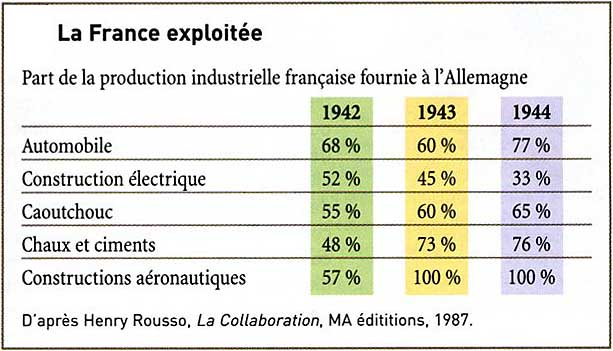 La France exploitée
Part de la production industrielle française fournie à l'Allemagne
1942 1943 1944
Automobile 68 % 60 % 77 %
Construction électrique 52 % 45 % 33 %
Caoutchouc 55 % 60 % 65 %
Chaux et ciments 48 % 73 % 76 %
Constructions aéronautiques 57 % 100 % 100 %
D'après Henry Rousso, La Collaboration, MA édititions, 1987.